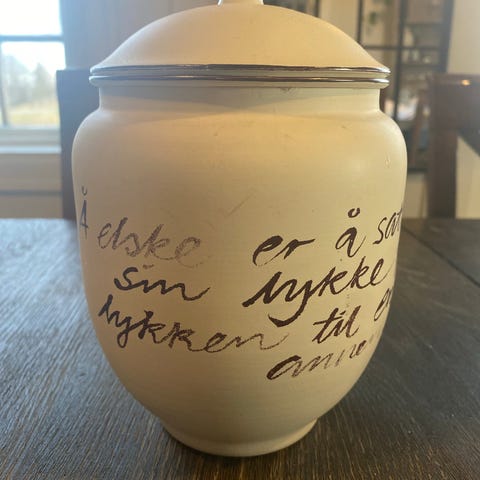 Å elske er å
sin lykke
lykken til